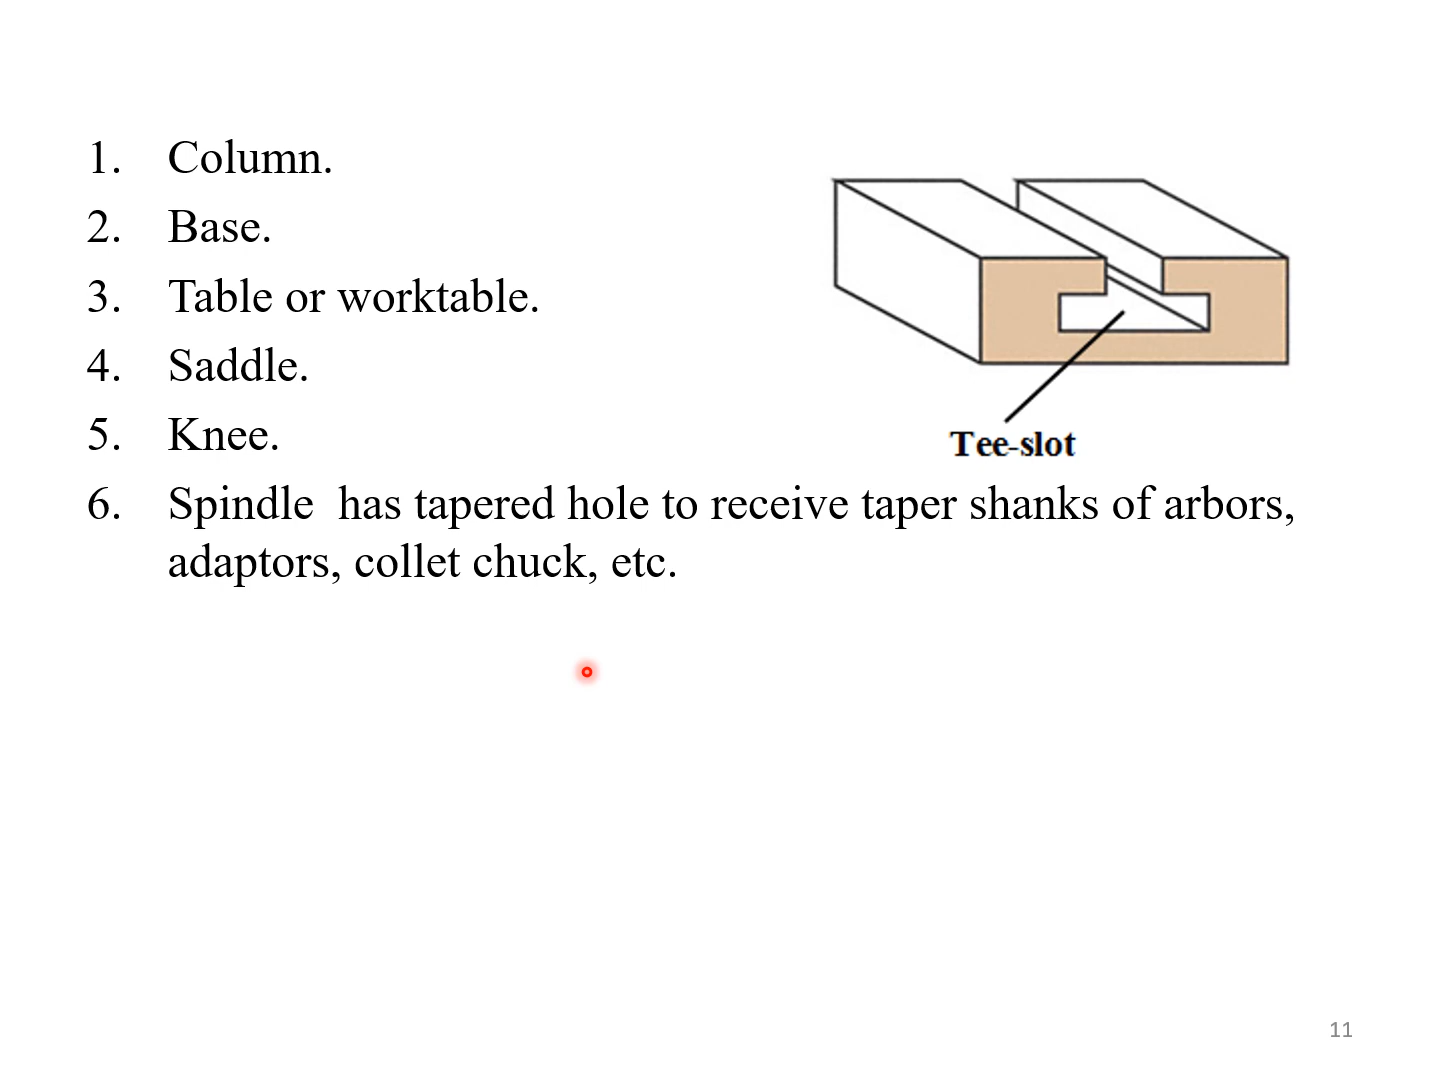 1. Column.
2. Base.
3. Table or worktable.
4. Saddle.
5. Knee.
6. Spindle  has tapered hole to receive taper shanks of arbors,
adaptors, collet chuck, etc.
Tee-slot
11